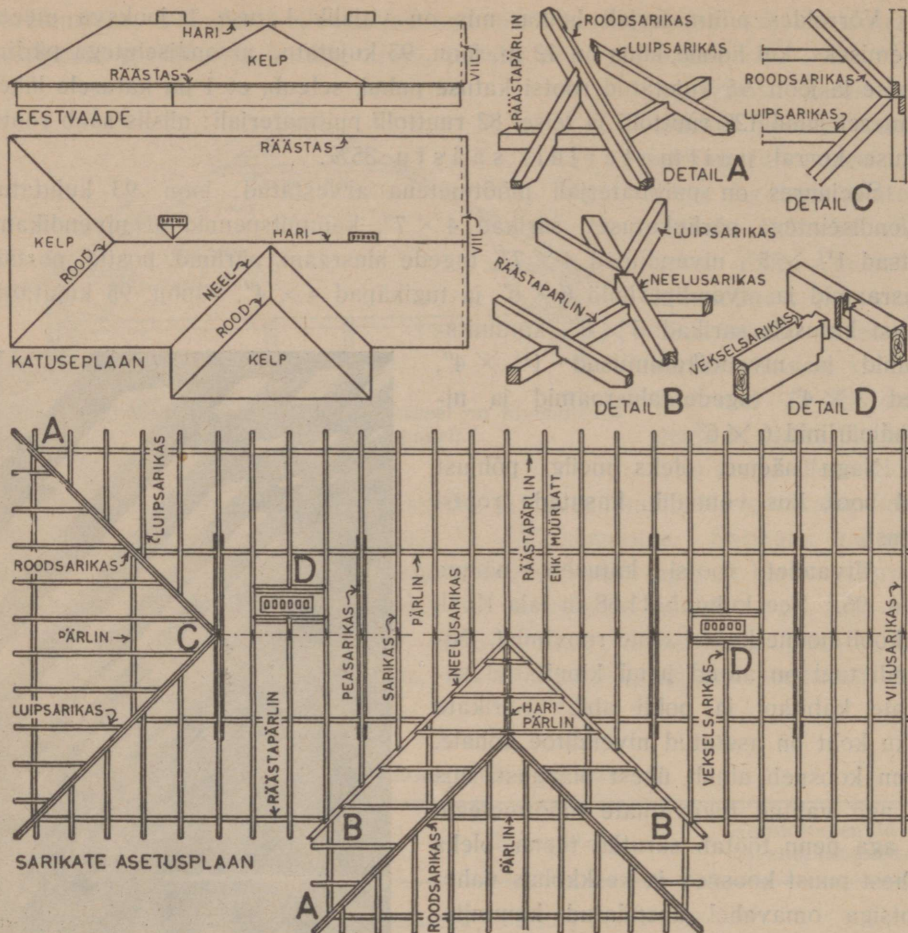 HARI
KELP
RÄÄSTAS
VIIL
EESTVAADE
RÄÄSTAS
KELP
ROOD
HARI
VIIL
NEEL
ROOD
KELP
KATUSEPLAAN
ROODSARIKAS
LUIPSARIKAS
RÄÄSTAPÄRLIN
DETAIL A
ROODSARIKAS
LUIPSARIKAS
DETAIL C
LUIPSARIKAS
NEELUSARIKAS
RÄÄSTAPÄRLIN
DETAIL B
VEKSELSARIKAS
DETAIL D
A
LUIPSARIKAS
ROODSARIKAS
PÄRLIN
C
LUIPSARIKAS
D
RÄÄSTAPÄRLIN
PEASARIKAS
SARIKAS
PÄRLIN
NEELUSARIKAS
RÄÄSTAPÄRLIN
EHK MÜÜRLATT
HARI-
PÄRLIN
D
VEKSELSARIKAS
VIILUSARIKAS
B
B
SARIKATE ASETUSPLAAN
A
ROODSARIKAS
PÄRLIN